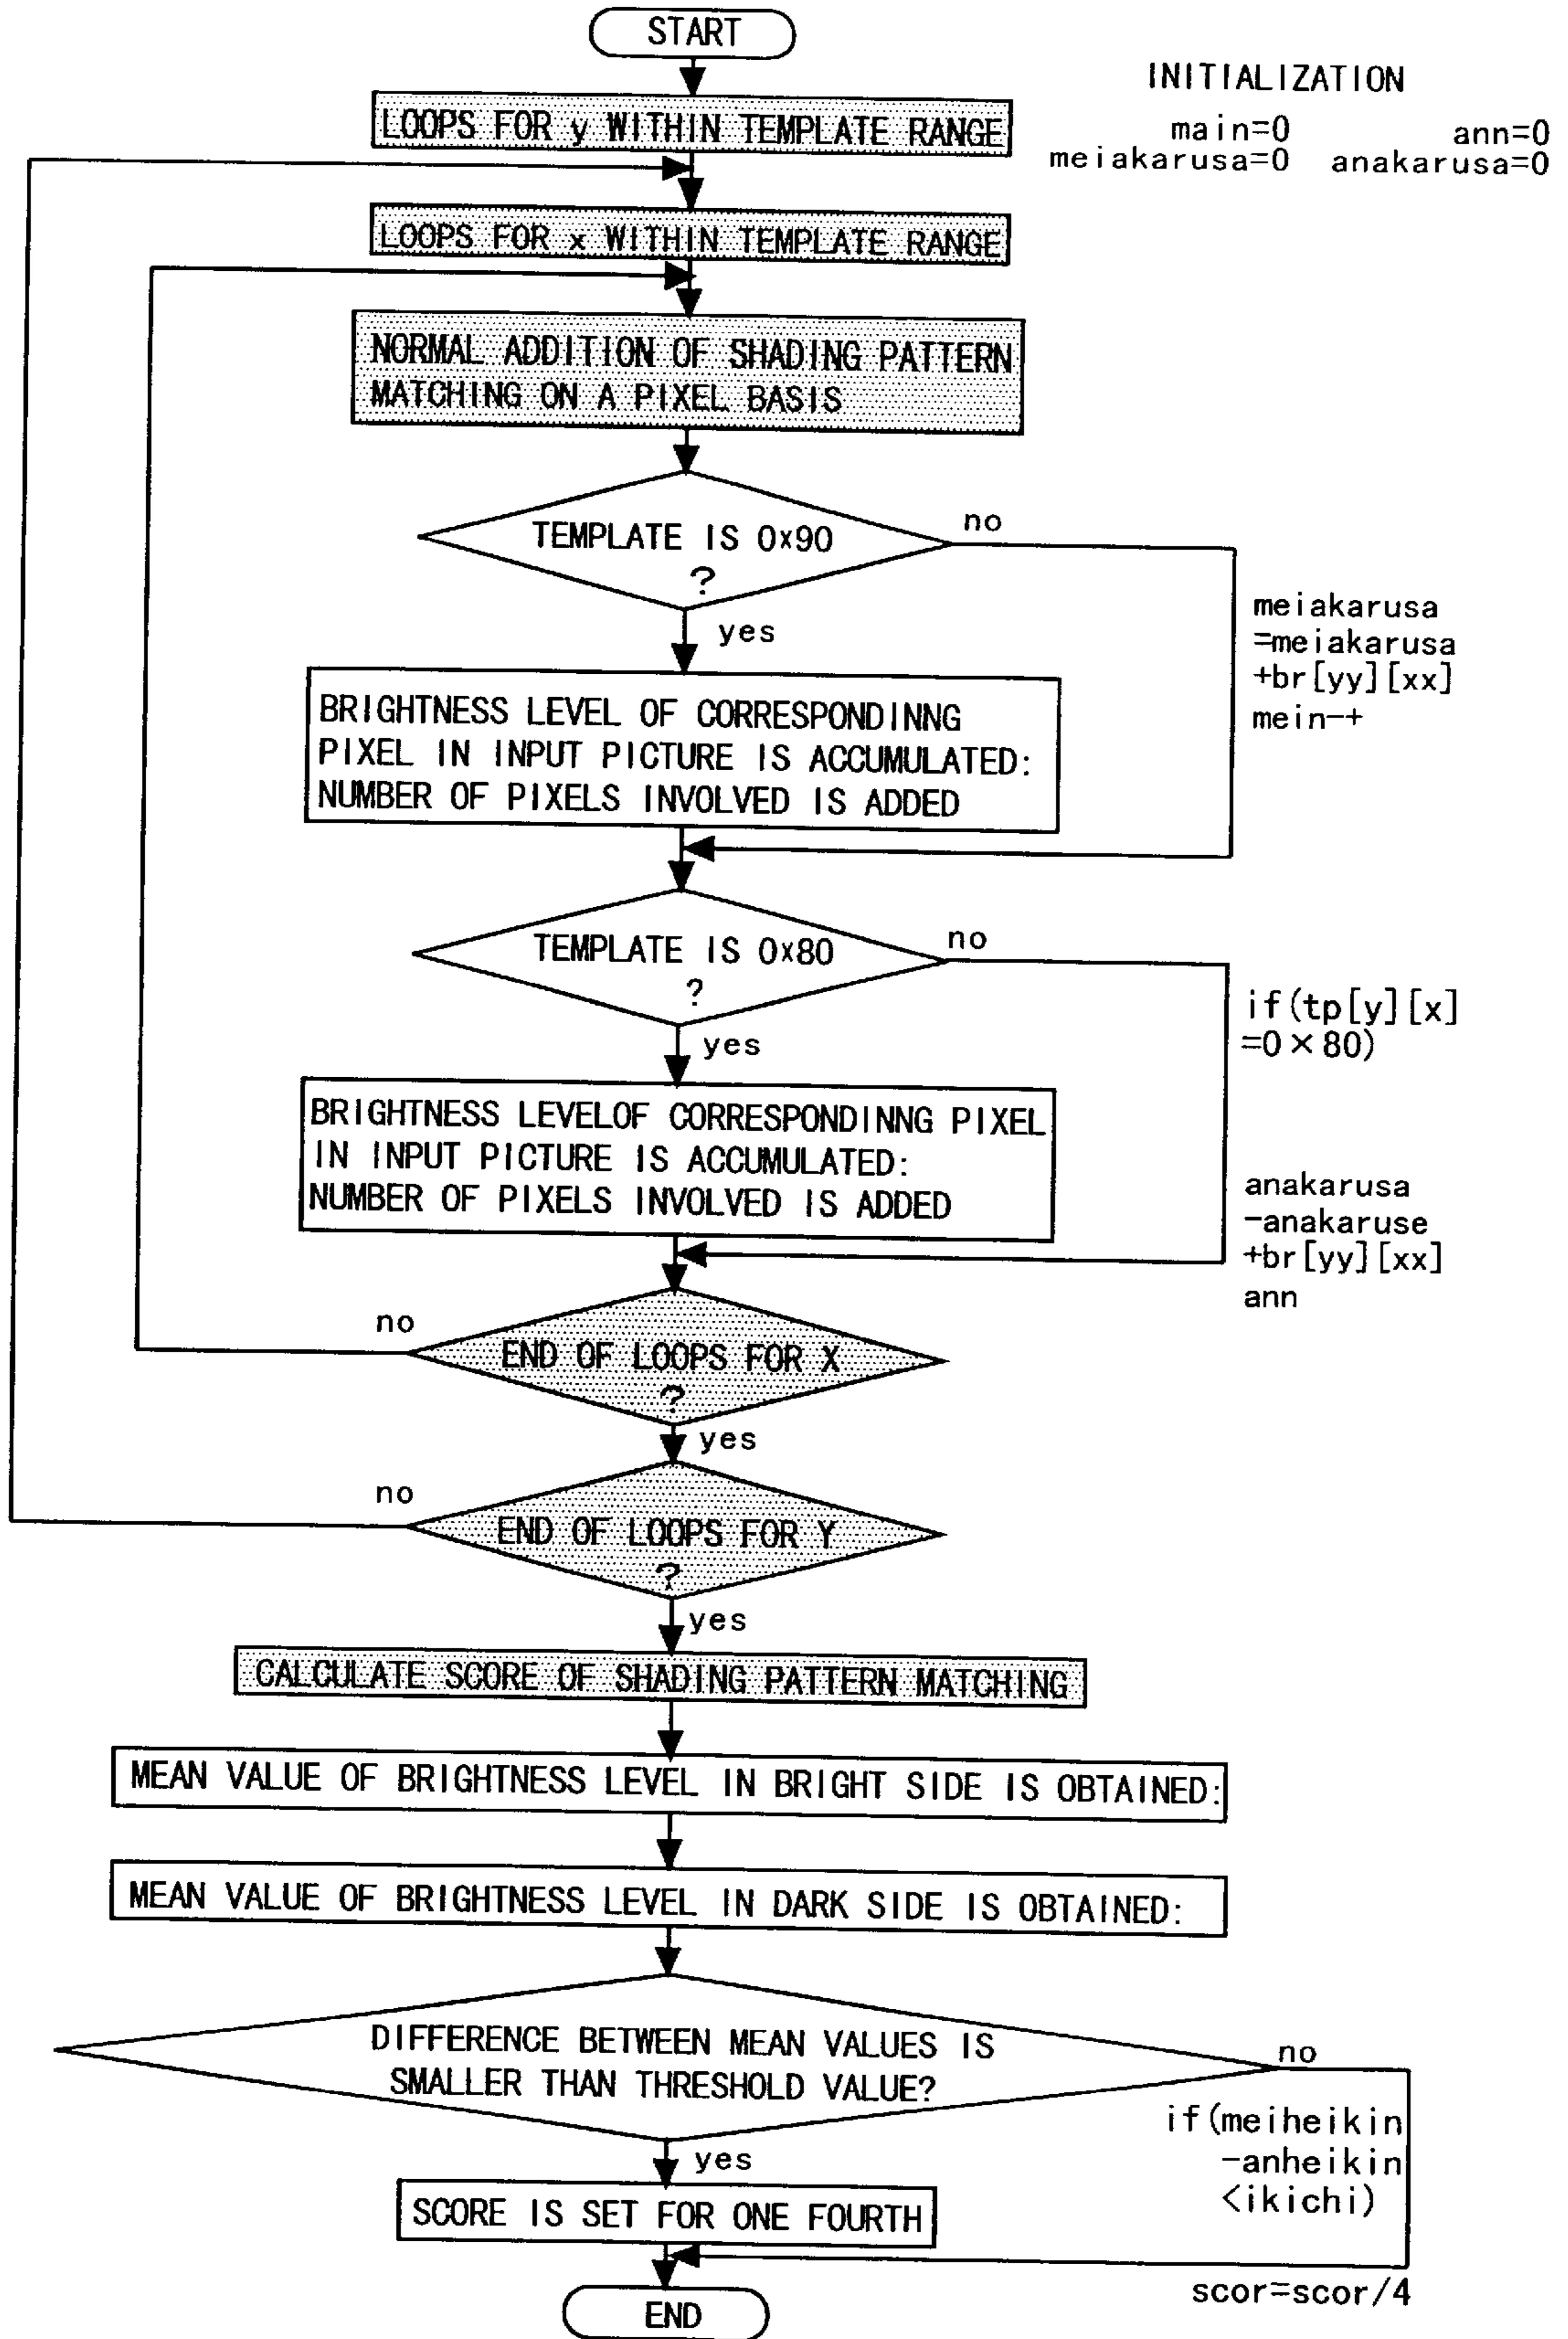 START
INITIALIZATION
main=0 ann=0
meiakarusa=0 anakarusa=0
LOOPS FOR y WITHIN TEMPLATE RANGE
LOOPS FOR x WITHIN TEMPLATE RANGE
NORMAL ADDITION OF SHADING PATTERN
MATCHING ON A PIXEL BASIS
TEMPLATE IS 0x90
?
no
yes
meiakarusa
=meiakarusa
+br[yy][xx]
mein-+
BRIGHTNESS LEVEL OF CORRESPONDINNG
PIXEL IN INPUT PICTURE IS ACCUMULATED:
NUMBER OF PIXELS INVOLVED IS ADDED
TEMPLATE IS 0x80
?
no
yes
if(tp[y][x]
=0×80)
BRIGHTNESS LEVELOF CORRESPONDINNG PIXEL
IN INPUT PICTURE IS ACCUMULATED:
NUMBER OF PIXELS INVOLVED IS ADDED
anakarusa
-anakaruse
+br[yy][xx]
ann
no
END OF LOOPS FOR X
?
yes
no
END OF LOOPS FOR Y
?
yes
CALCULATE SCORE OF SHADING PATTERN MATCHING
MEAN VALUE OF BRIGHTNESS LEVEL IN BRIGHT SIDE IS OBTAINED:
MEAN VALUE OF BRIGHTNESS LEVEL IN DARK SIDE IS OBTAINED:
DIFFERENCE BETWEEN MEAN VALUES IS
SMALLER THAN THRESHOLD VALUE?
no
yes
if(meiheikin
-anheikin
<ikichi)
SCORE IS SET FOR ONE FOURTH
scor=scor/4
END